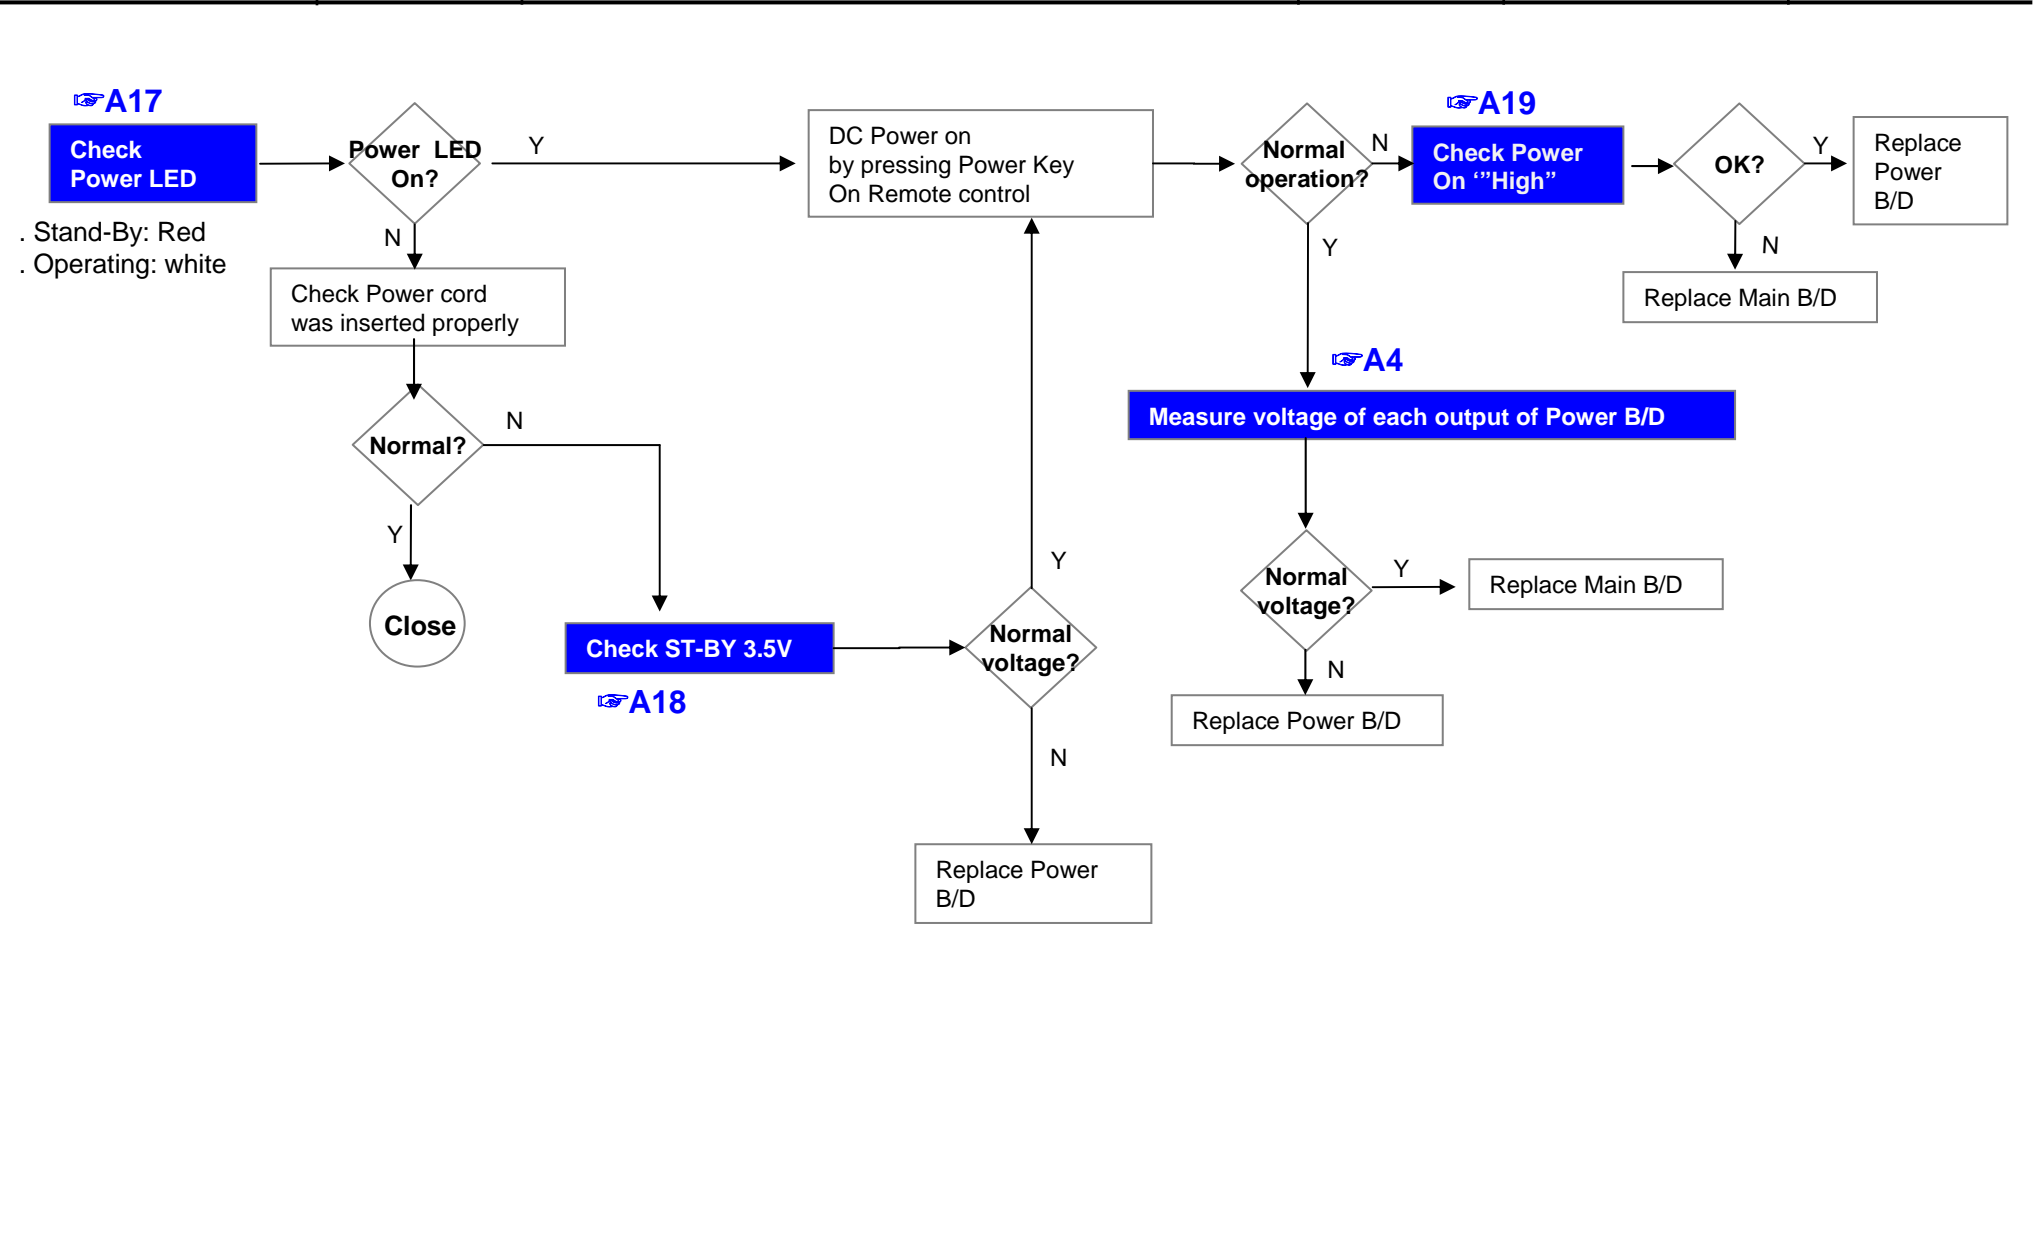 ☞A17
Check
Power LED
. Stand-By: Red
. Operating: white
Power LED
On?
Y
N
Check Power cord
was inserted properly
Normal?
N
Y
Close
Check ST-BY 3.5V
☞A18
Normal
voltage?
Y
N
Replace Power
B/D
DC Power on
by pressing Power Key
On Remote control
Normal
operation?
N
Y
☞A19
Check Power
On ‘”High”
OK?
Y
N
Replace
Power
B/D
Replace Main B/D
☞A4
Measure voltage of each output of Power B/D
Normal
voltage?
Y
N
Replace Main B/D
Replace Power B/D